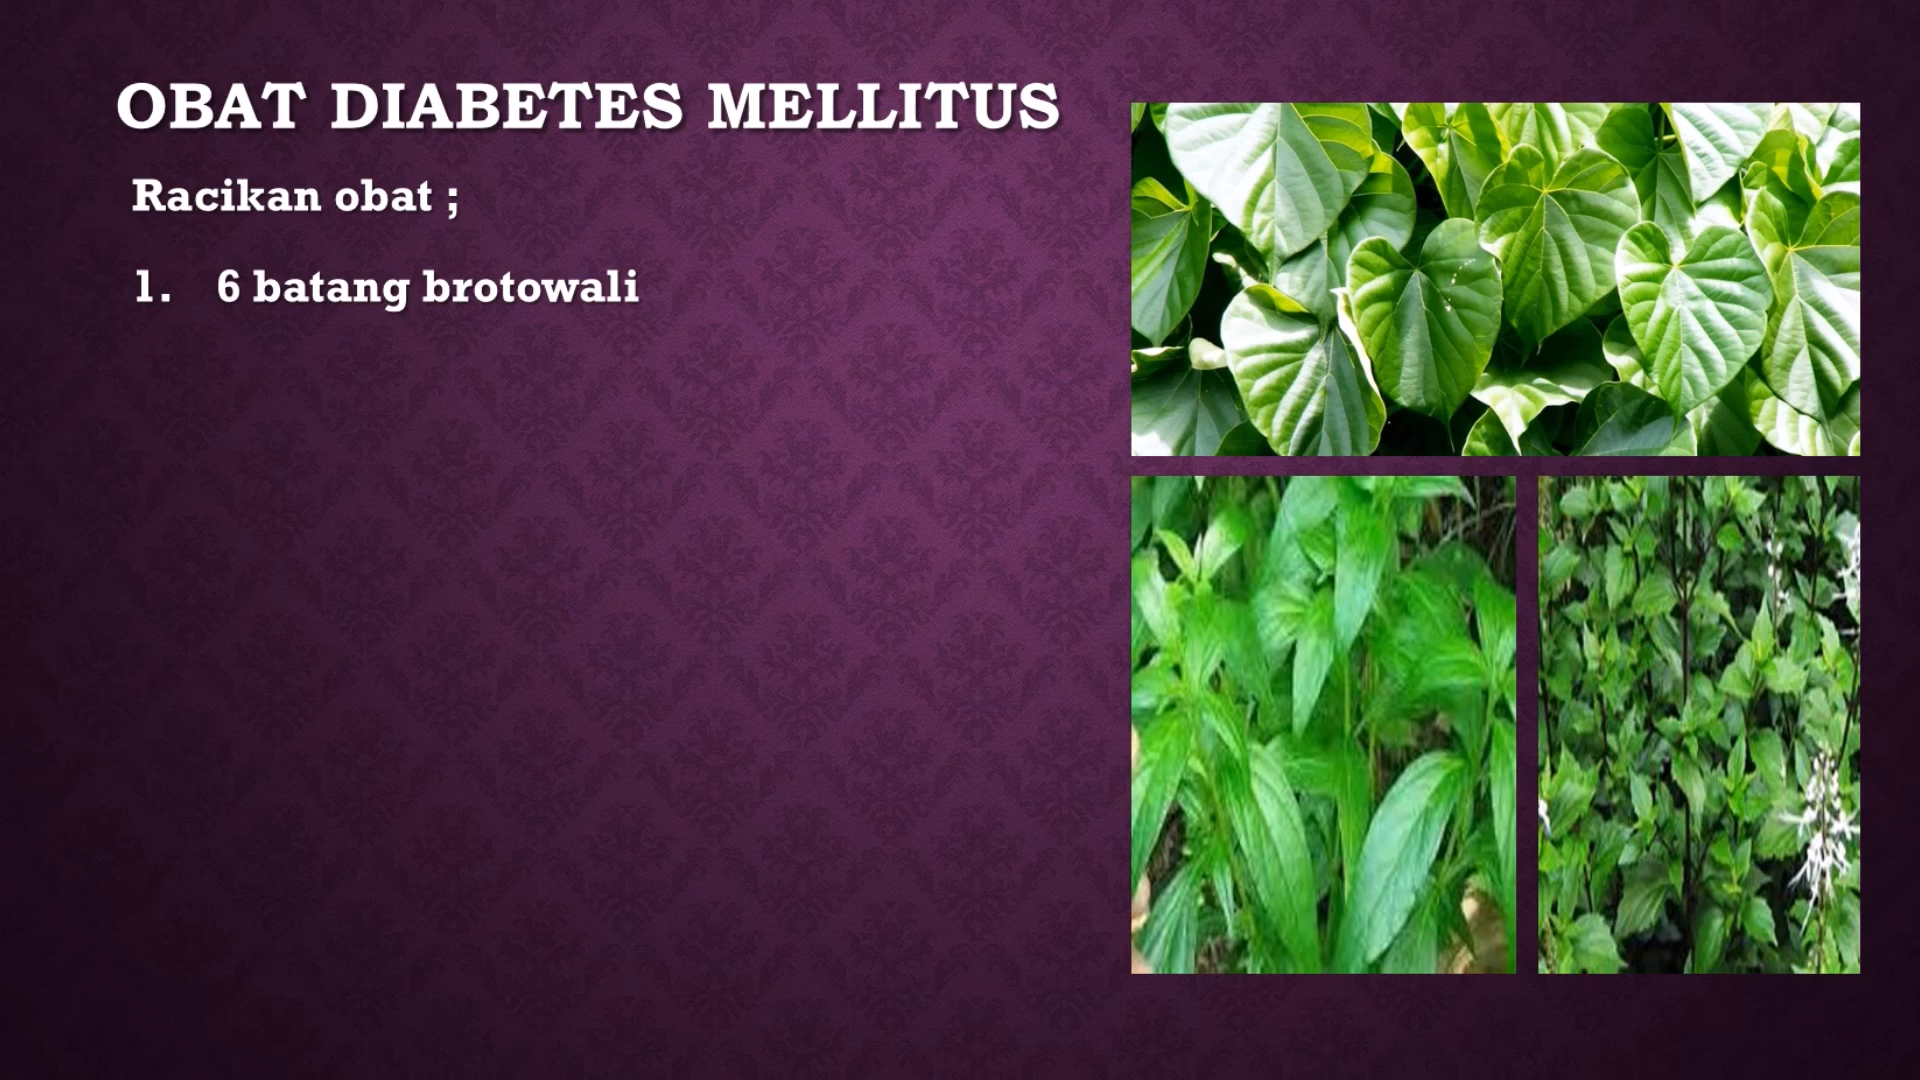 OBAT DIABETES MELLITUS
Racikan obat ;
1. 6 batang brotowali